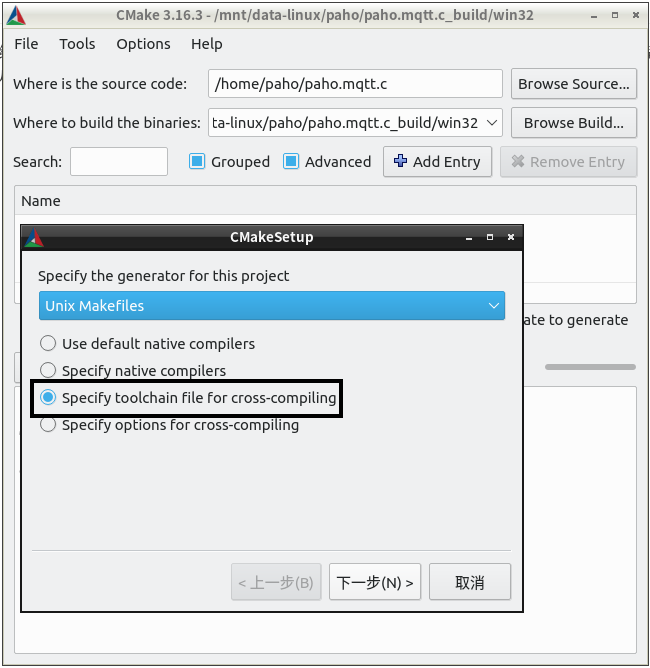 CMake 3.16.3 - /mnt/data-linux/paho/paho.mqtt.c_build/win32
File Tools Options Help
Where is the source code: /home/paho/paho.mqtt.c Browse Source...
Where to build the binaries: ta-linux/paho/paho.mqtt.c_build/win32 Browse Build...
Search: Grouped Advanced Add Entry Remove Entry
Name
CMakeSetup
Specify the generator for this project
Unix Makefiles
ate to generate
Use default native compilers
Specify native compilers
Specify toolchain file for cross-compiling
Specify options for cross-compiling
< 上一步(B) 下一步(N) > 取消